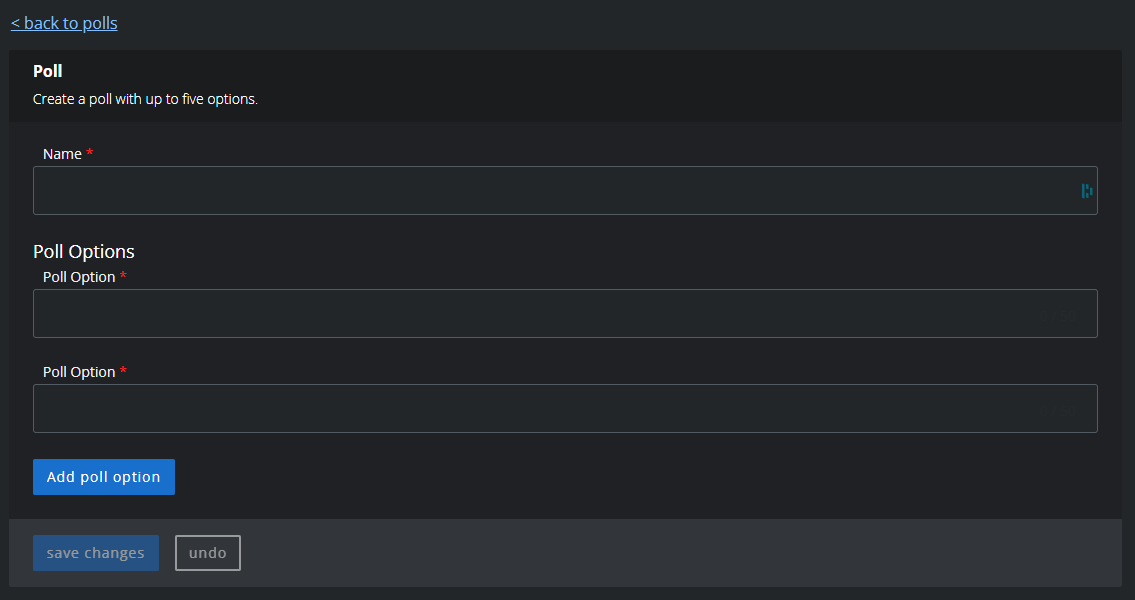 < back to polls
Poll
Create a poll with up to five options.
Name *
Poll Options
Poll Option *
Poll Option *
Add poll option
save changes
undo